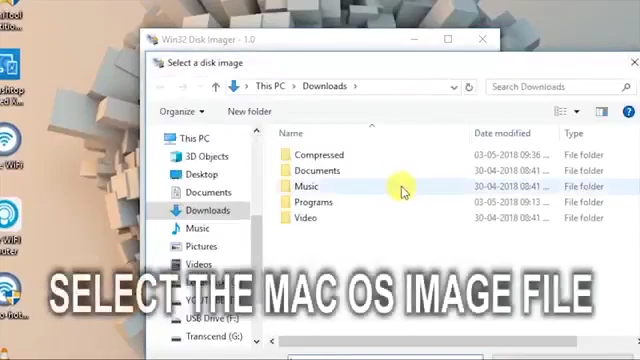 Win32 Disk Imager - 1.0
Select a disk image
This PC > Downloads >
Search Downloads
Organize
New folder
Name
Date modified
Type
This PC
3D Objects
Desktop
Documents
Downloads
Music
Pictures
Videos
USB Drive (F:)
Transcend (G:)
Compressed 03-05-2018 09:36 ... File folder
Documents 30-04-2018 08:41 ... File folder
Music 30-04-2018 08:41 ... File folder
Programs 03-05-2018 09:13 ... File folder
Video 30-04-2018 08:41 ... File folder
WiFi
SELECT THE MAC OS IMAGE FILE